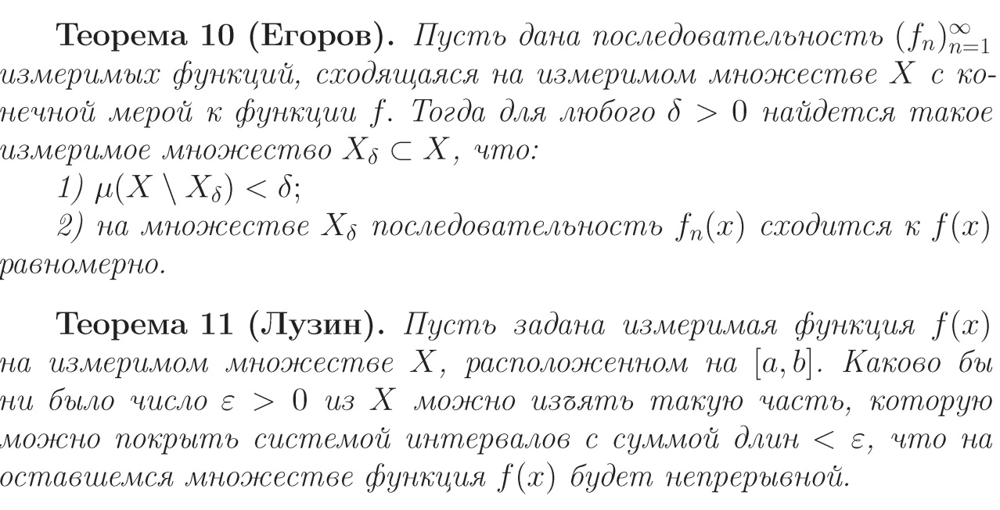 Теорема 10 (Егоров). Пусть дана последовательность $(f_n)_{n=1}^{\infty}$
измеримых функций, сходящаяся на измеримом множестве $X$ с ко-
нечной мерой к функции $f$. Тогда для любого $\delta > 0$ найдется такое
измеримое множество $X_\delta \subset X$, что:
1) $\mu(X \setminus X_\delta) < \delta$;
2) на множестве $X_\delta$ последовательность $f_n(x)$ сходится к $f(x)$
равномерно.
Теорема 11 (Лузин). Пусть задана измеримая функция $f(x)$
на измеримом множестве $X$, расположенном на $[a, b]$. Каково бы
ни было число $\varepsilon > 0$ из $X$ можно изъять такую часть, которую
можно покрыть системой интервалов с суммой длин $< \varepsilon$, что на
оставшемся множестве функция $f(x)$ будет непрерывной.